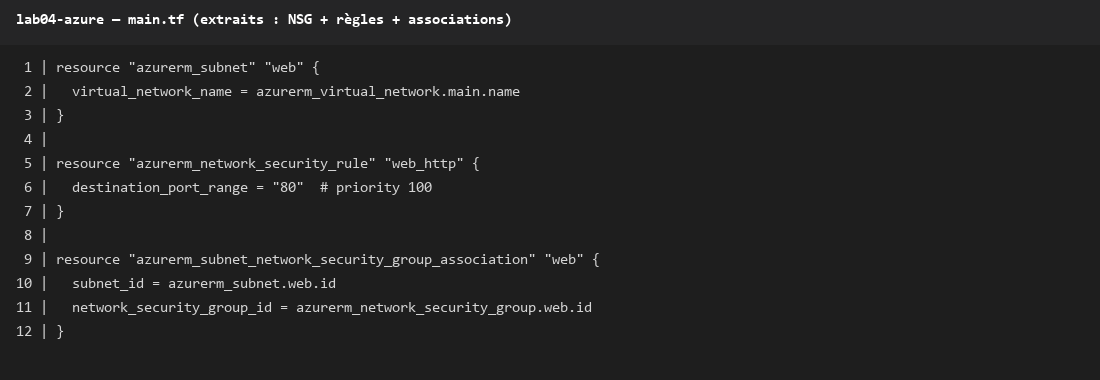 lab04-azure — main.tf (extraits : NSG + règles + associations)
1 | resource "azurerm_subnet" "web" {
2 |   virtual_network_name = azurerm_virtual_network.main.name
3 | }
4 |
5 | resource "azurerm_network_security_rule" "web_http" {
6 |   destination_port_range = "80"  # priority 100
7 | }
8 |
9 | resource "azurerm_subnet_network_security_group_association" "web" {
10 |   subnet_id = azurerm_subnet.web.id
11 |   network_security_group_id = azurerm_network_security_group.web.id
12 | }